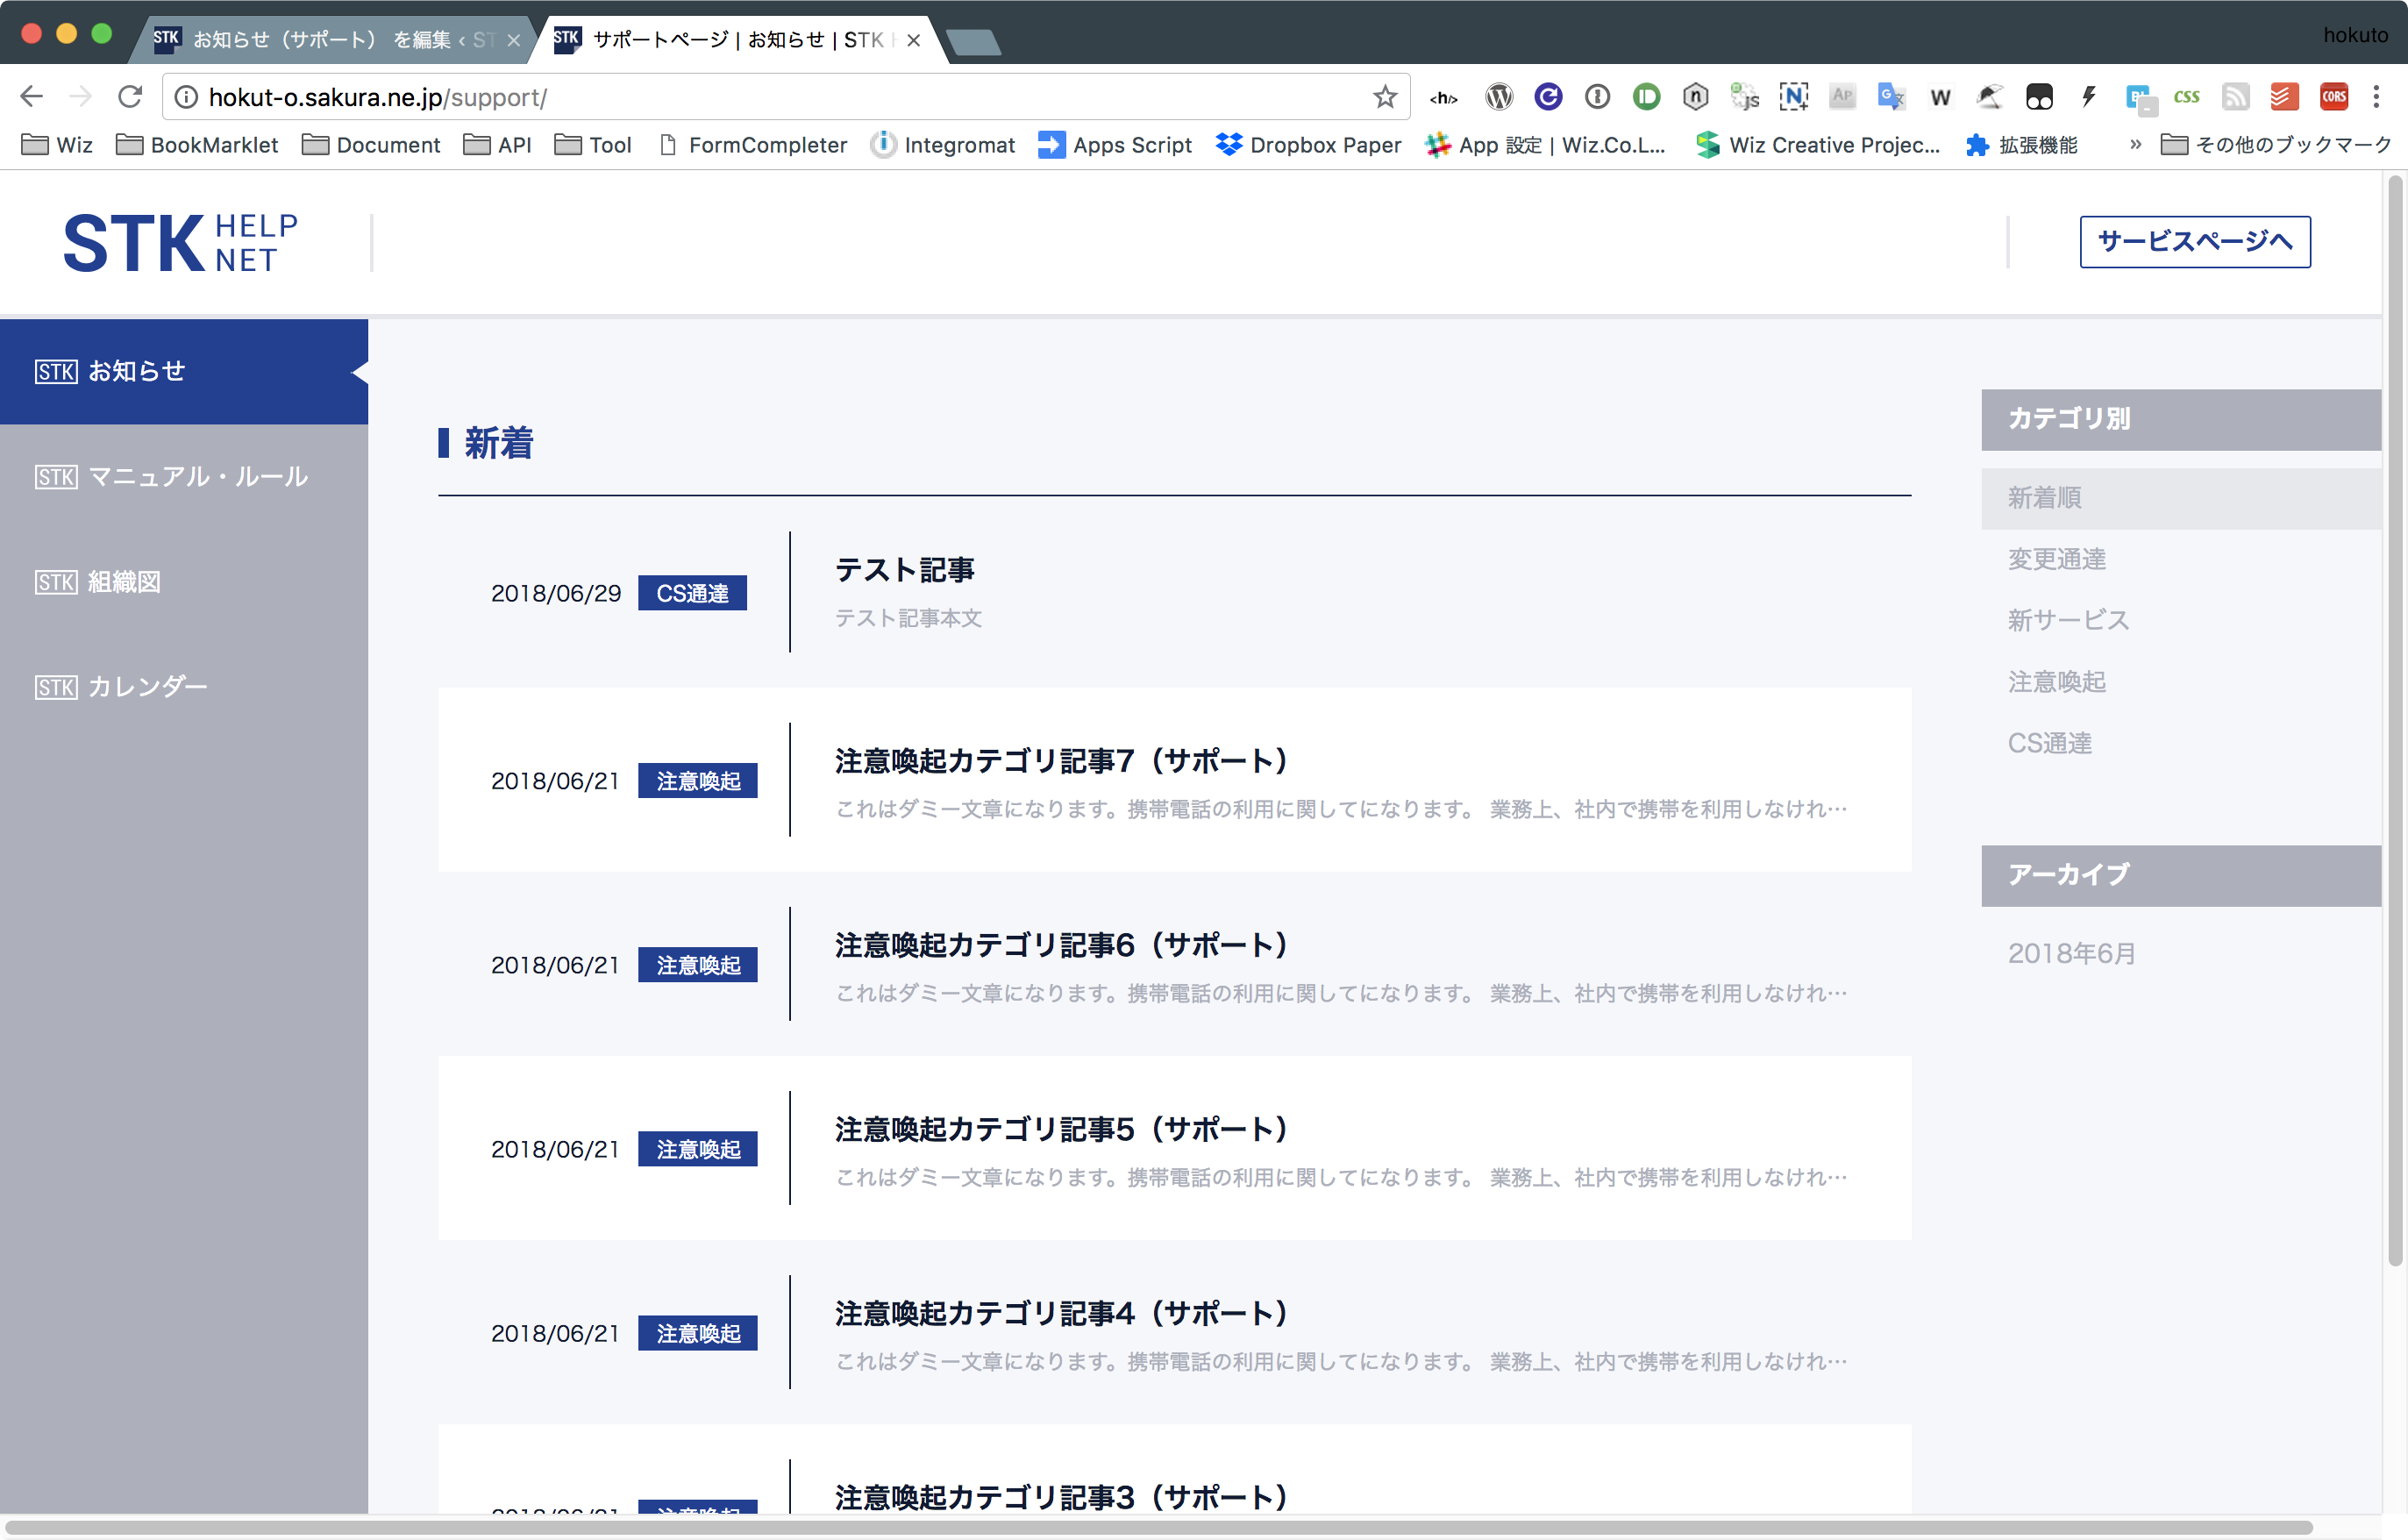 STK お知らせ（サポート） を編集 ‹ ST
STK サポートページ | お知らせ | STK
hokuto
hokut-o.sakura.ne.jp/support/
<h/> js N AP G W CSS CORS
Wiz BookMarklet Document API Tool FormCompleter Integromat Apps Script Dropbox Paper App 設定 | Wiz.Co.L... Wiz Creative Projec... 拡張機能 » その他のブックマーク
STK HELP NET
サービスページへ
STK お知らせ
STK マニュアル・ルール
STK 組織図
STK カレンダー
新着
2018/06/29 CS通達
テスト記事
テスト記事本文
2018/06/21 注意喚起
注意喚起カテゴリ記事7（サポート）
これはダミー文章になります。携帯電話の利用に関してになります。 業務上、社内で携帯を利用しなけれ…
2018/06/21 注意喚起
注意喚起カテゴリ記事6（サポート）
これはダミー文章になります。携帯電話の利用に関してになります。 業務上、社内で携帯を利用しなけれ…
2018/06/21 注意喚起
注意喚起カテゴリ記事5（サポート）
これはダミー文章になります。携帯電話の利用に関してになります。 業務上、社内で携帯を利用しなけれ…
2018/06/21 注意喚起
注意喚起カテゴリ記事4（サポート）
これはダミー文章になります。携帯電話の利用に関してになります。 業務上、社内で携帯を利用しなけれ…
2018/06/21 注意喚起
注意喚起カテゴリ記事3（サポート）
カテゴリ別
新着順
変更通達
新サービス
注意喚起
CS通達
アーカイブ
2018年6月